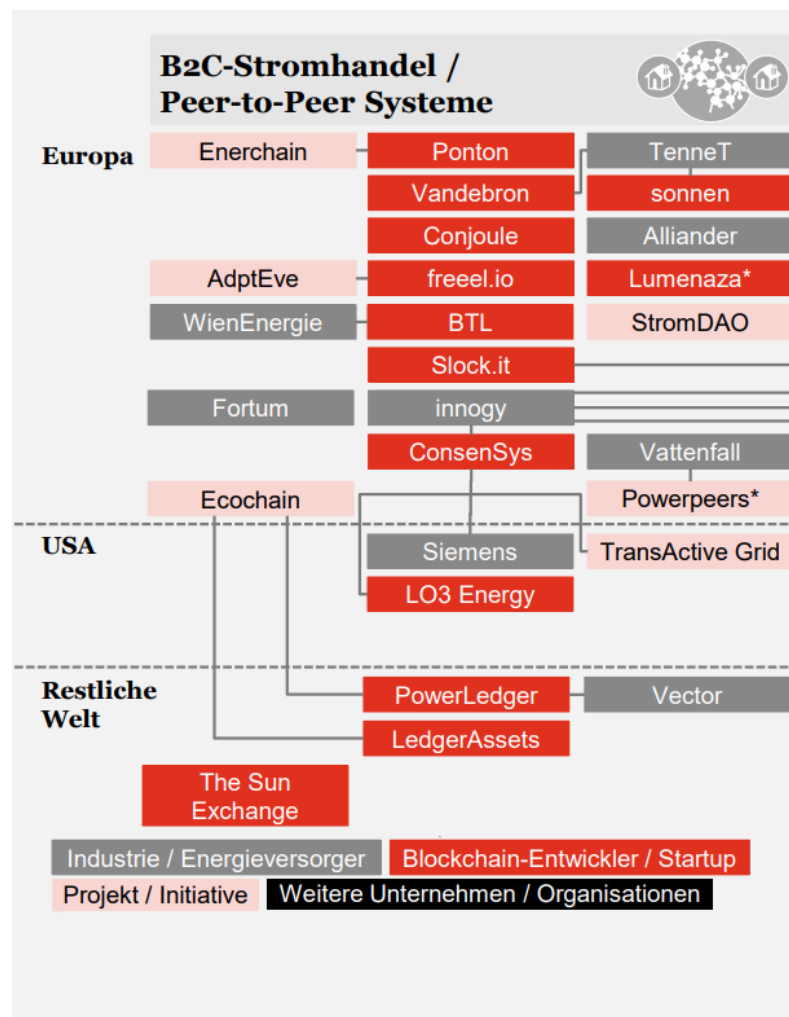 B2C-Stromhandel /
Peer-to-Peer Systeme
Europa
Enerchain
Ponton
TenneT
Vandebron
sonnen
Conjoule
Alliander
AdptEve
freeel.io
Lumenaza*
WienEnergie
BTL
StromDAO
Slock.it
Fortum
innogy
ConsenSys
Vattenfall
Ecochain
Powerpeers*
USA
Siemens
TransActive Grid
LO3 Energy
Restliche
Welt
PowerLedger
Vector
LedgerAssets
The Sun
Exchange
Industrie / Energieversorger
Blockchain-Entwickler / Startup
Projekt / Initiative
Weitere Unternehmen / Organisationen